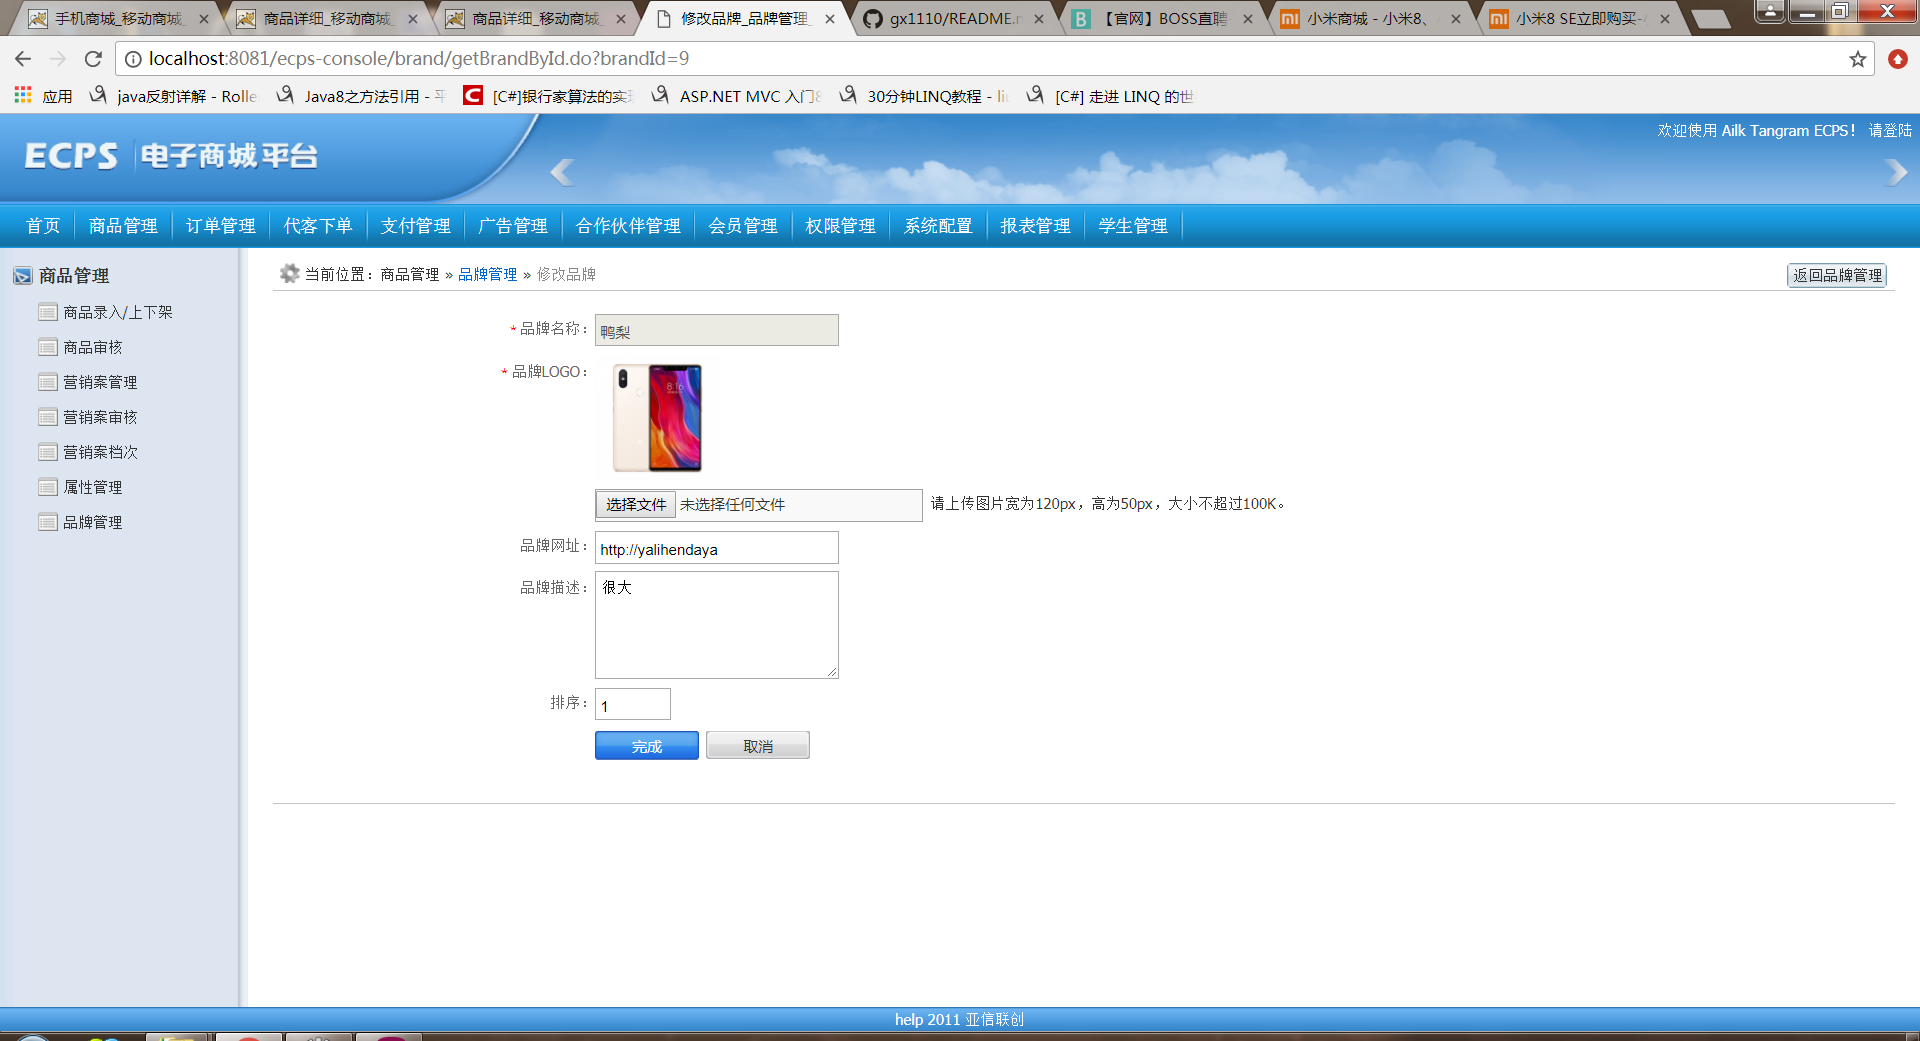 手机商城_移动商城
商品详细_移动商城
商品详细_移动商城
修改品牌_品牌管理_
gx1110/README.m
【官网】BOSS直聘
小米商城 - 小米8、
小米8 SE立即购买-
localhost:8081/ecps-console/brand/getBrandById.do?brandId=9
应用
java反射详解 - Rolle
Java8之方法引用 - 平
[C#]银行家算法的实现
ASP.NET MVC 入门8
30分钟LINQ教程 - li
[C#] 走进 LINQ 的世
ECPS 电子商城平台
欢迎使用 Ailk Tangram ECPS! 请登陆
首页
商品管理
订单管理
代客下单
支付管理
广告管理
合作伙伴管理
会员管理
权限管理
系统配置
报表管理
学生管理
商品管理
商品录入/上下架
商品审核
营销案管理
营销案审核
营销案档次
属性管理
品牌管理
当前位置：商品管理 » 品牌管理 » 修改品牌
返回品牌管理
* 品牌名称： 鸭梨
* 品牌LOGO：
8:16
选择文件 未选择任何文件 请上传图片宽为120px，高为50px，大小不超过100K。
品牌网址： http://yalihendaya
品牌描述： 很大
排序： 1
完成 取消
help 2011 亚信联创